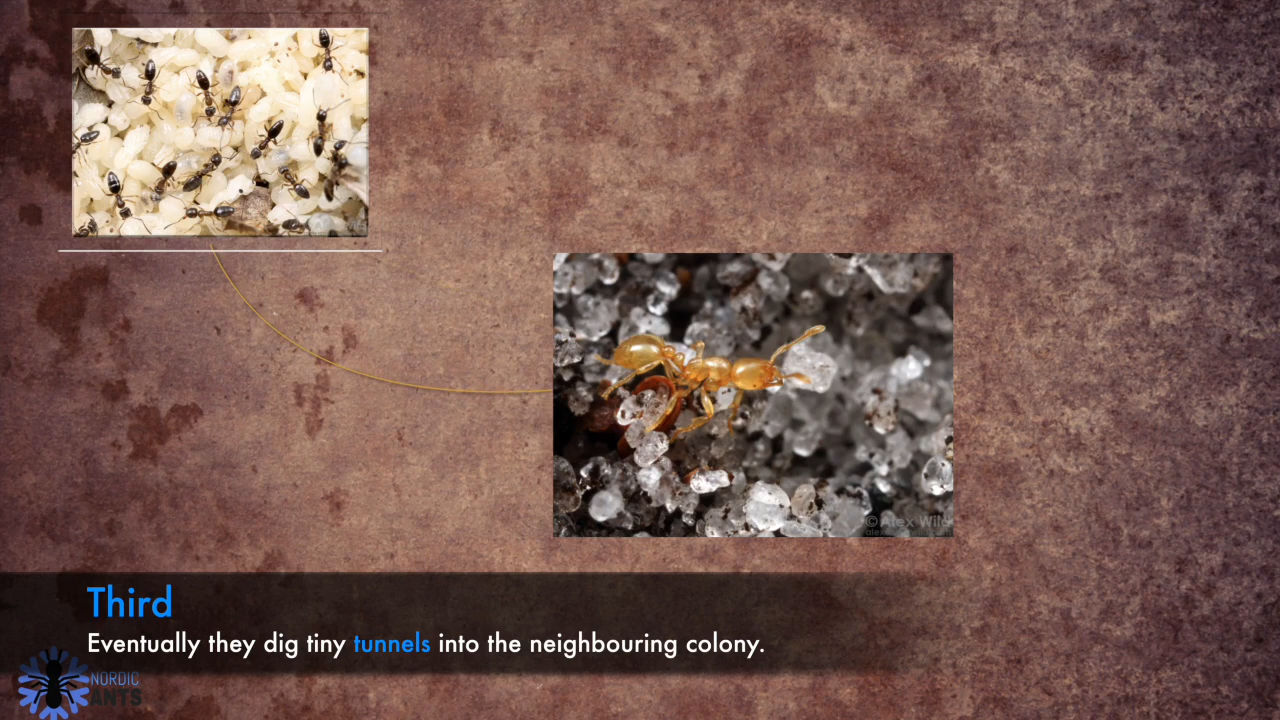 ©Alex Wild
Third
Eventually they dig tiny tunnels into the neighbouring colony.
NORDIC
ANTS